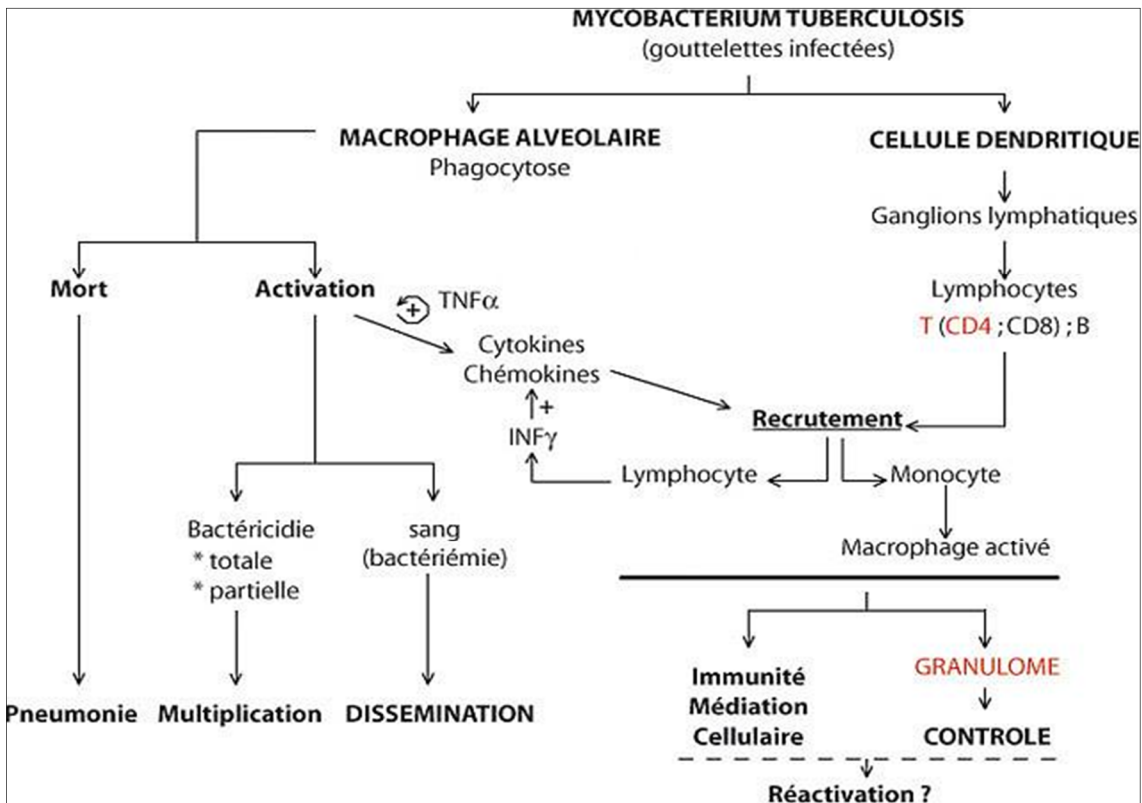 MYCOBACTERIUM TUBERCULOSIS
(gouttelettes infectées)
MACROPHAGE ALVEOLAIRE
Phagocytose
CELLULE DENDRITIQUE
Ganglions lymphatiques
Mort
Activation
+
TNFα
Lymphocytes
T (CD4 ; CD8) ; B
Cytokines
Chémokines
+
INFγ
Recrutement
Lymphocyte
Monocyte
Macrophage activé
Bactéricidie
* totale
* partielle
sang
(bactériémie)
Pneumonie
Multiplication
DISSEMINATION
Immunité
Médiation
Cellulaire
GRANULOME
CONTROLE
Réactivation ?